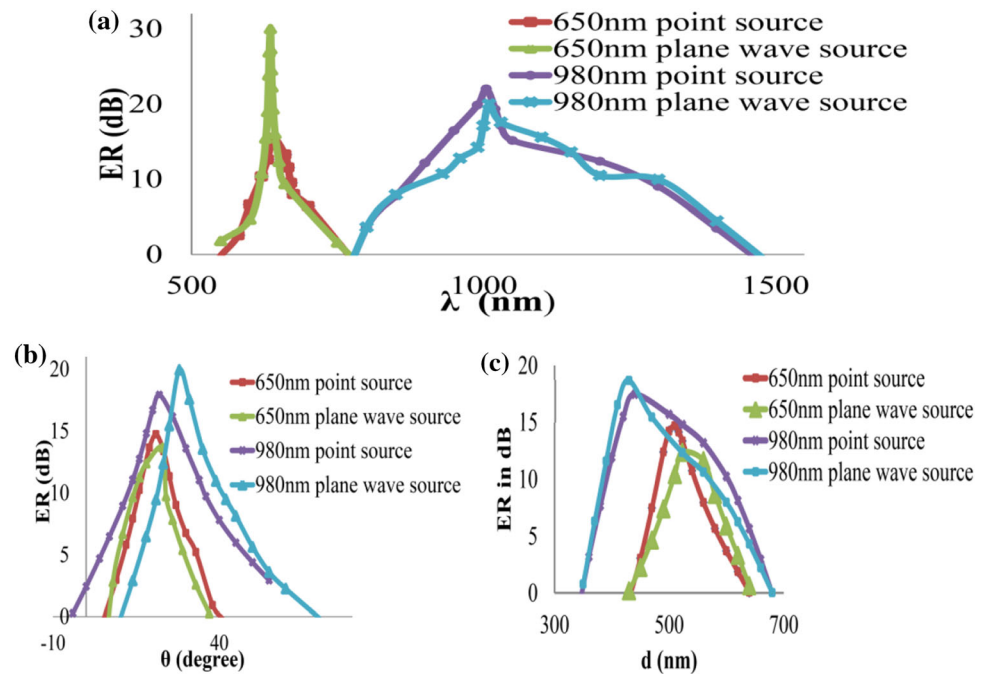 (a)
30
20
10
0
ER (dB)
500
1000
1500
λ (nm)
650nm point source
650nm plane wave source
980nm point source
980nm plane wave source
(b)
20
15
10
5
0
ER (dB)
-10
40
θ (degree)
650nm point source
650nm plane wave source
980nm point source
980nm plane wave source
(c)
20
15
10
5
0
ER in dB
300
500
700
d (nm)
650nm point source
650nm plane wave source
980nm point source
980nm plane wave source